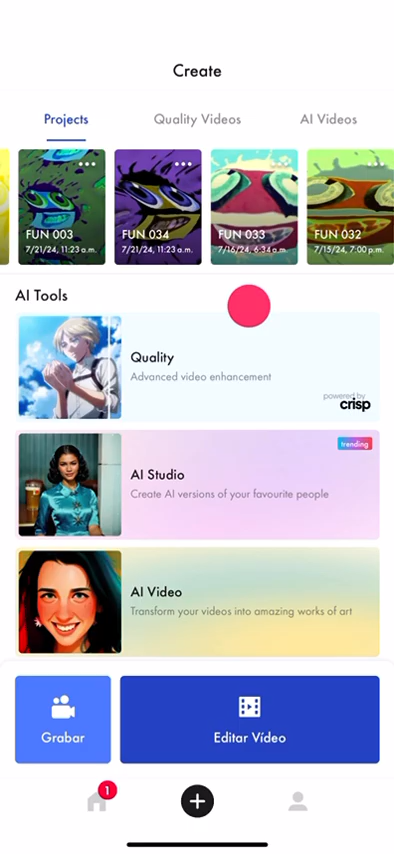 Create
Projects
Quality Videos
AI Videos
FUN 003
7/21/24, 11:23 a.m.
FUN 034
7/21/24, 11:23 a.m.
FUN 033
7/16/24, 6:34 a.m.
FUN 032
7/15/24, 7:00 p.m.
AI Tools
Quality
Advanced video enhancement
powered by
crisp
trending
AI Studio
Create AI versions of your favourite people
AI Video
Transform your videos into amazing works of art
Grabar
Editar Vídeo
1